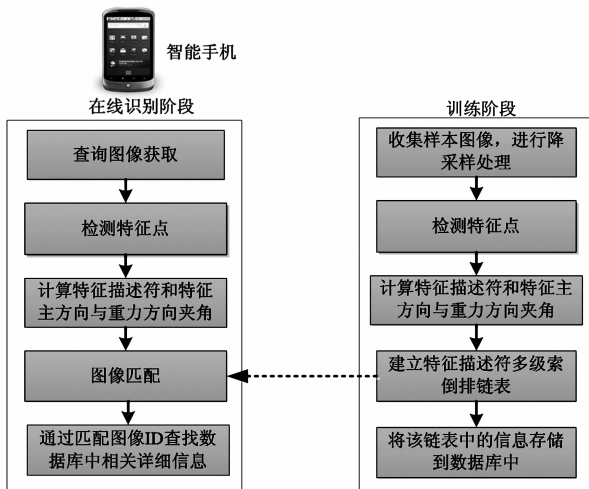 智能手机
在线识别阶段
查询图像获取
检测特征点
计算特征描述符和特征
主方向与重力方向夹角
图像匹配
通过匹配图像ID查找数
据库中相关详细信息
训练阶段
收集样本图像，进行降
采样处理
检测特征点
计算特征描述符和特征主
方向与重力方向夹角
建立特征描述符多级索
倒排链表
将该链表中的信息存储
到数据库中